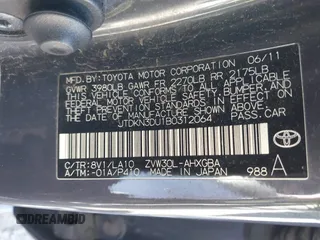 MFD.BY:TOYOTA MOTOR CORPORATION 06/11
GVWR 3980LB GAWR FR 2270LB RR 2175LB
THIS VEHICLE CONFORMS TO ALL APPLICABLE
FEDERAL MOTOR VEHICLE SAFETY, BUMPER, AND
THEFT PREVENTION STANDARDS IN EFFECT ON
THE DATE OF MANUFACTURE SHOWN ABOVE.
JTDKN3DU1B0312064 PASS.CAR
C/TR:8V1/LA10 ZVW30L-AHXGBA
A/TM:-01A/P410 MADE IN JAPAN 988 A
TOYOTA
DREAMBID